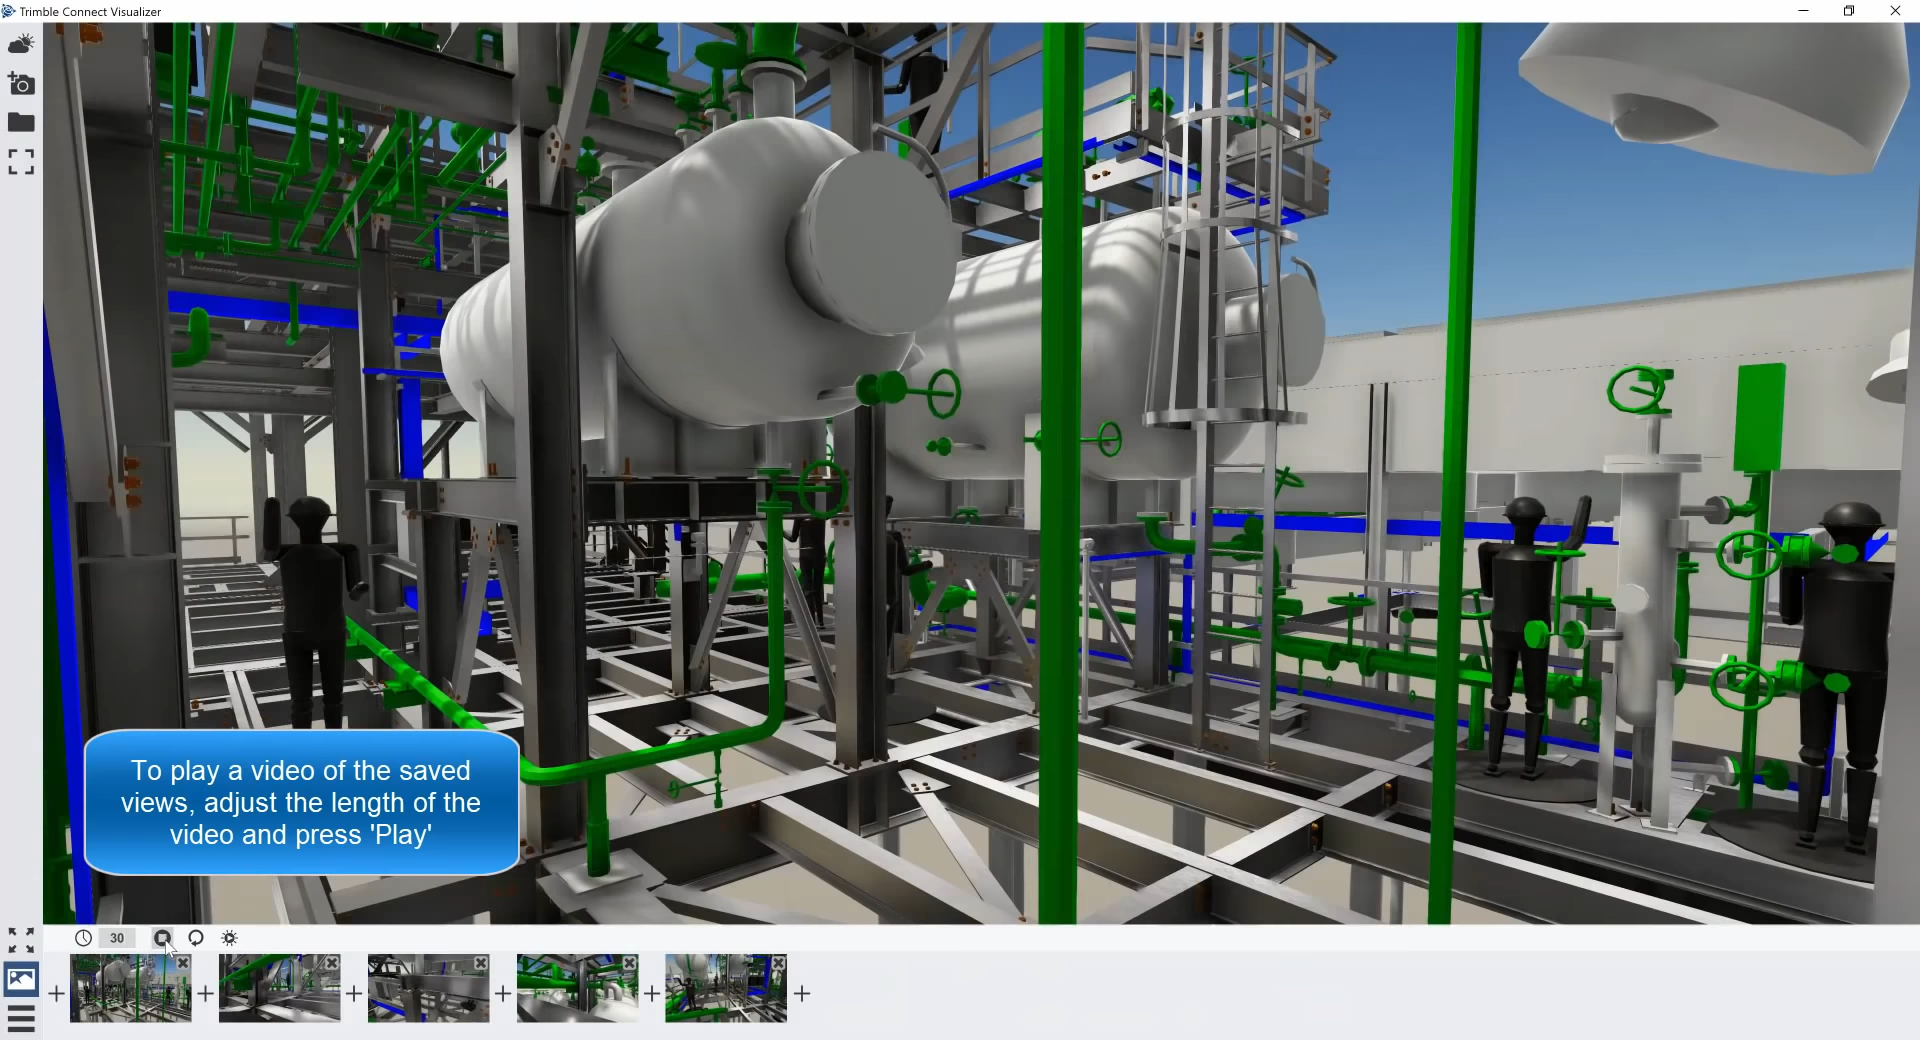 Trimble Connect Visualizer
To play a video of the saved
views, adjust the length of the
video and press 'Play'
30